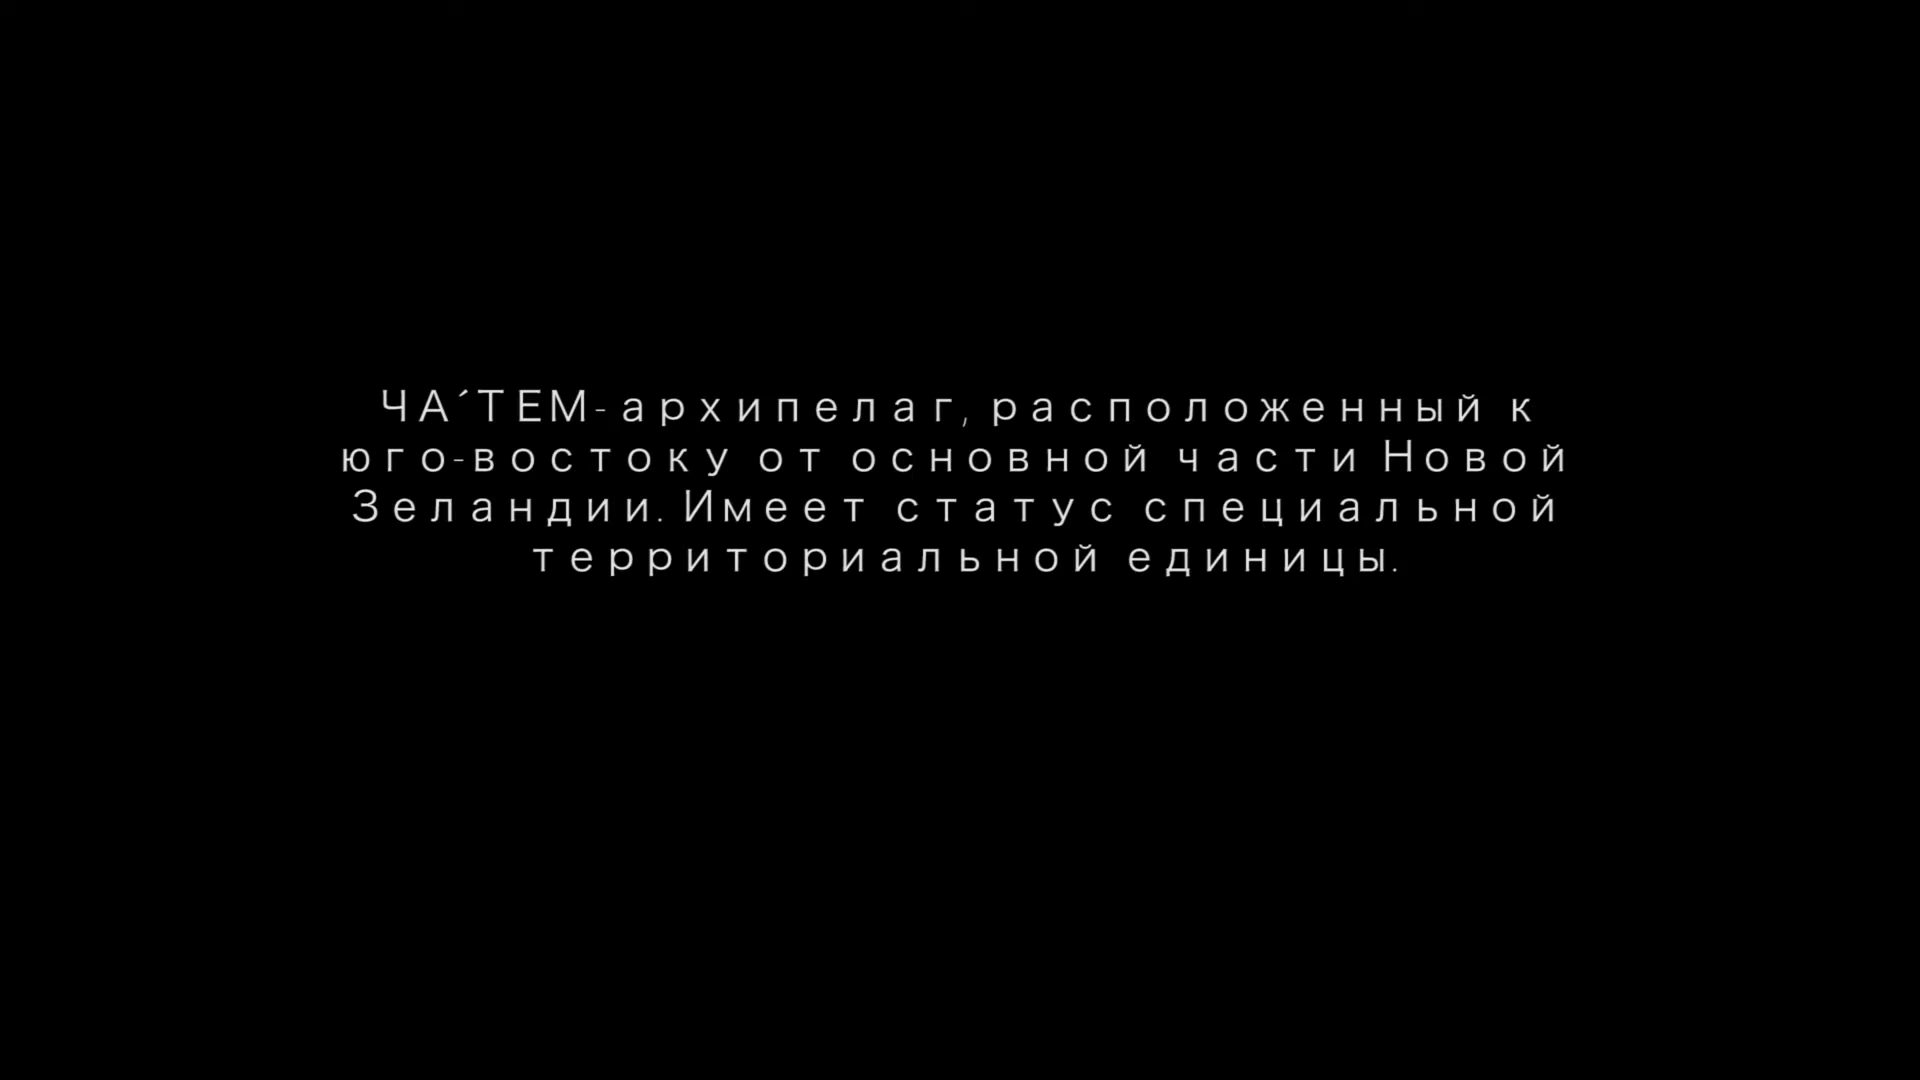 ЧА´ТЕМ-архипелаг, расположенный к
юго-востоку от основной части Новой
Зеландии. Имеет статус специальной
территориальной единицы.